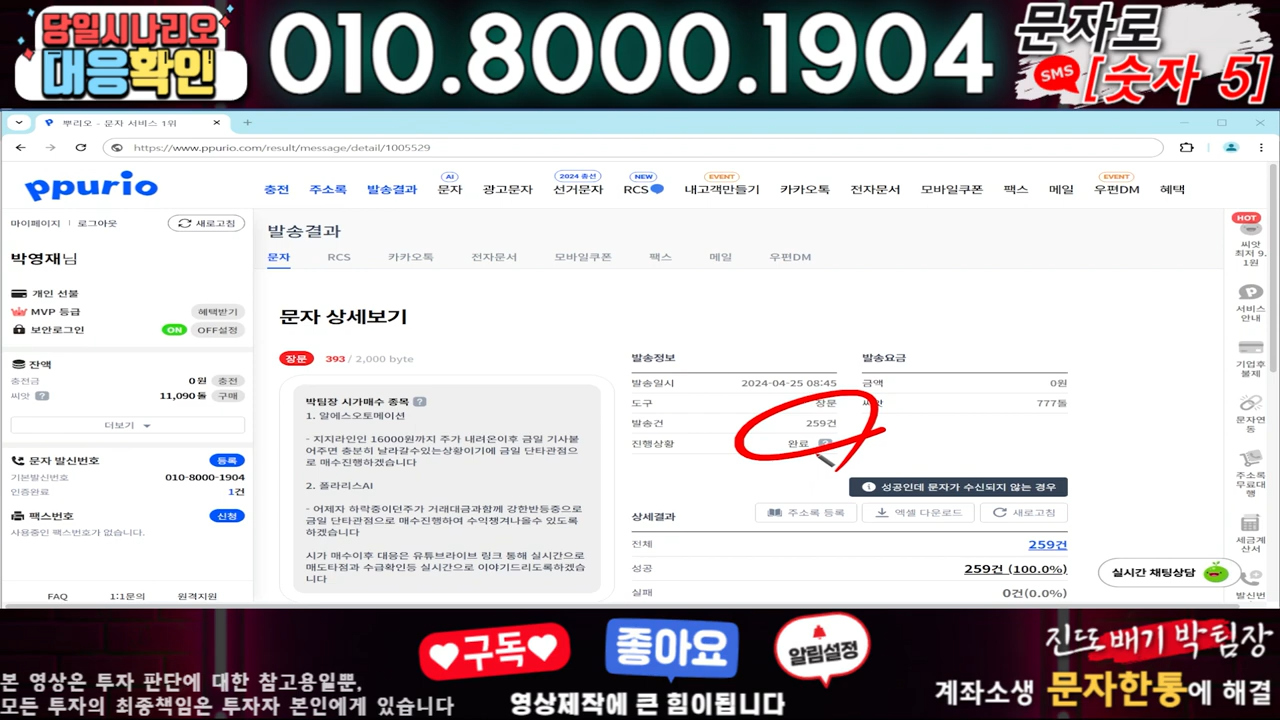 당일시나리오
대응확인
010.8000.1904
문자로
SMS [숫자 5]
뿌리오 - 문자 서비스 1위
https://www.ppurio.com/result/message/detail/1005529
ppurio
AI
2024 총선
NEW
EVENT
EVENT
충전 주소록 발송결과 문자 광고문자 선거문자 RCS 내고객만들기 카카오톡 전자문서 모바일쿠폰 팩스 메일 우편DM 혜택
마이페이지 | 로그아웃
새로고침
박영재님
개인 선불
MVP 등급 혜택받기
보안로그인 ON OFF설정
잔액
충전금 0원 충전
씨앗 ? 11,090톨 구매
더보기
문자 발신번호 등록
기본발신번호 010-8000-1904
인증완료 1건
팩스번호 신청
사용중인 팩스번호가 없습니다.
FAQ 1:1문의 원격지원
발송결과
문자 RCS 카카오톡 전자문서 모바일쿠폰 팩스 메일 우편DM
문자 상세보기
장문 393 / 2,000 byte
박팀장 시가매수 종목 ?
1. 알에스오토메이션
- 지지라인인 16000원까지 주가 내려온이후 금일 기사붙
어주면 충분히 날라갈수있는상황이기에 금일 단타관점으
로 매수진행하겠습니다
2. 폴라리스AI
- 어제자 하락중이던주가 거래대금과함께 강한반등중으로
금일 단타관점으로 매수진행하여 수익챙겨나올수 있도록
하겠습니다
시가 매수이후 대응은 유튜브라이브 링크 통해 실시간으로
매도타점과 수급확인등 실시간으로 이야기드리도록하겠습
니다
발송정보
발송일시 2024-04-25 08:45
도구 장문
발송건 259건
진행상황 완료 ?
발송요금
금액 0원
씨앗 777톨
성공인데 문자가 수신되지 않는 경우
상세결과
주소록 등록 엑셀 다운로드 새로고침
전체 259건
성공 259건 (100.0%)
실패 0건(0.0%)
HOT
씨앗
최저 9.
1원
서비스
안내
기업후
불제
문자연
동
주소록
무료대
행
세금계
산서
발신번
실시간 채팅상담
구독
좋아요
알림설정
영상제작에 큰 힘이됩니다
본 영상은 투자 판단에 대한 참고용일뿐,
모든 투자의 최종책임은 투자자 본인에게 있습니다
진또배기 박팀장
계좌소생 문자한통에 해결